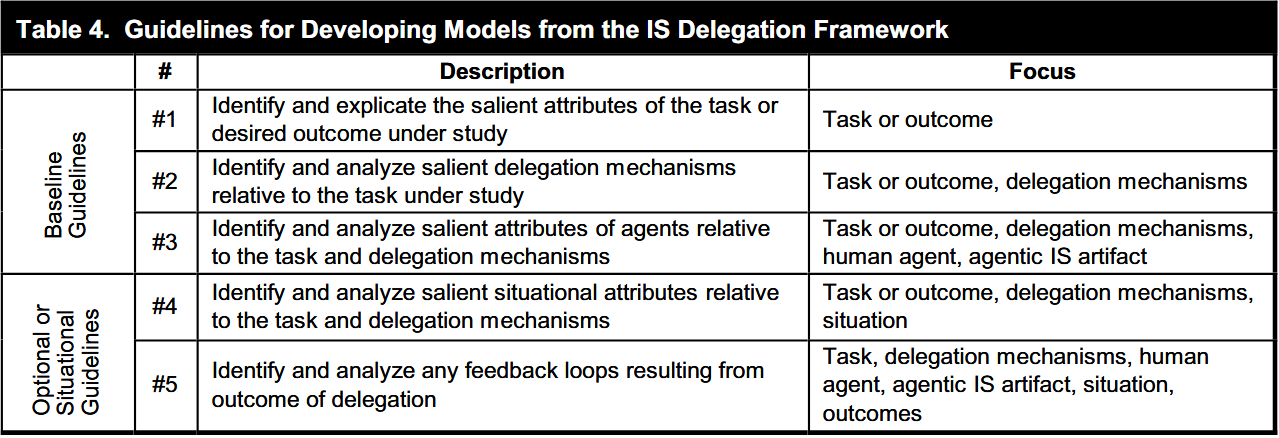 Table 4. Guidelines for Developing Models from the IS Delegation Framework
# Description Focus
Baseline
Guidelines
#1
Identify and explicate the salient attributes of the task or
desired outcome under study
Task or outcome
#2
Identify and analyze salient delegation mechanisms
relative to the task under study
Task or outcome, delegation mechanisms
#3
Identify and analyze salient attributes of agents relative
to the task and delegation mechanisms
Task or outcome, delegation mechanisms,
human agent, agentic IS artifact
Optional or
Situational
Guidelines
#4
Identify and analyze salient situational attributes relative
to the task and delegation mechanisms
Task or outcome, delegation mechanisms,
situation
#5
Identify and analyze any feedback loops resulting from
outcome of delegation
Task, delegation mechanisms, human
agent, agentic IS artifact, situation,
outcomes